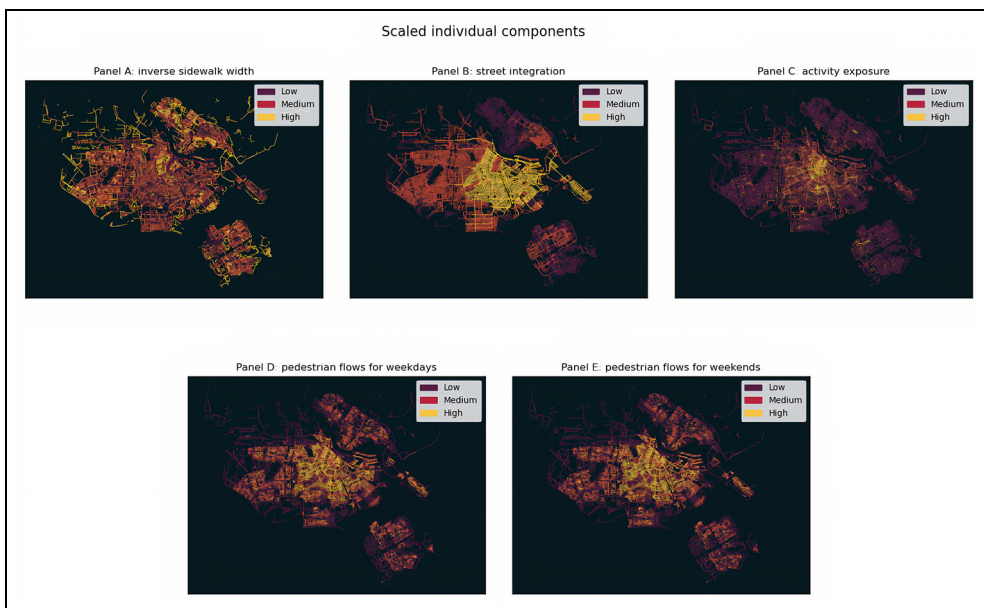 Scaled individual components
Panel A: inverse sidewalk width
Low
Medium
High
Panel B: street integration
Low
Medium
High
Panel C activity exposure
Low
Medium
High
Panel D: pedestrian flows for weekdays
Low
Medium
High
Panel E: pedestrian flows for weekends
Low
Medium
High